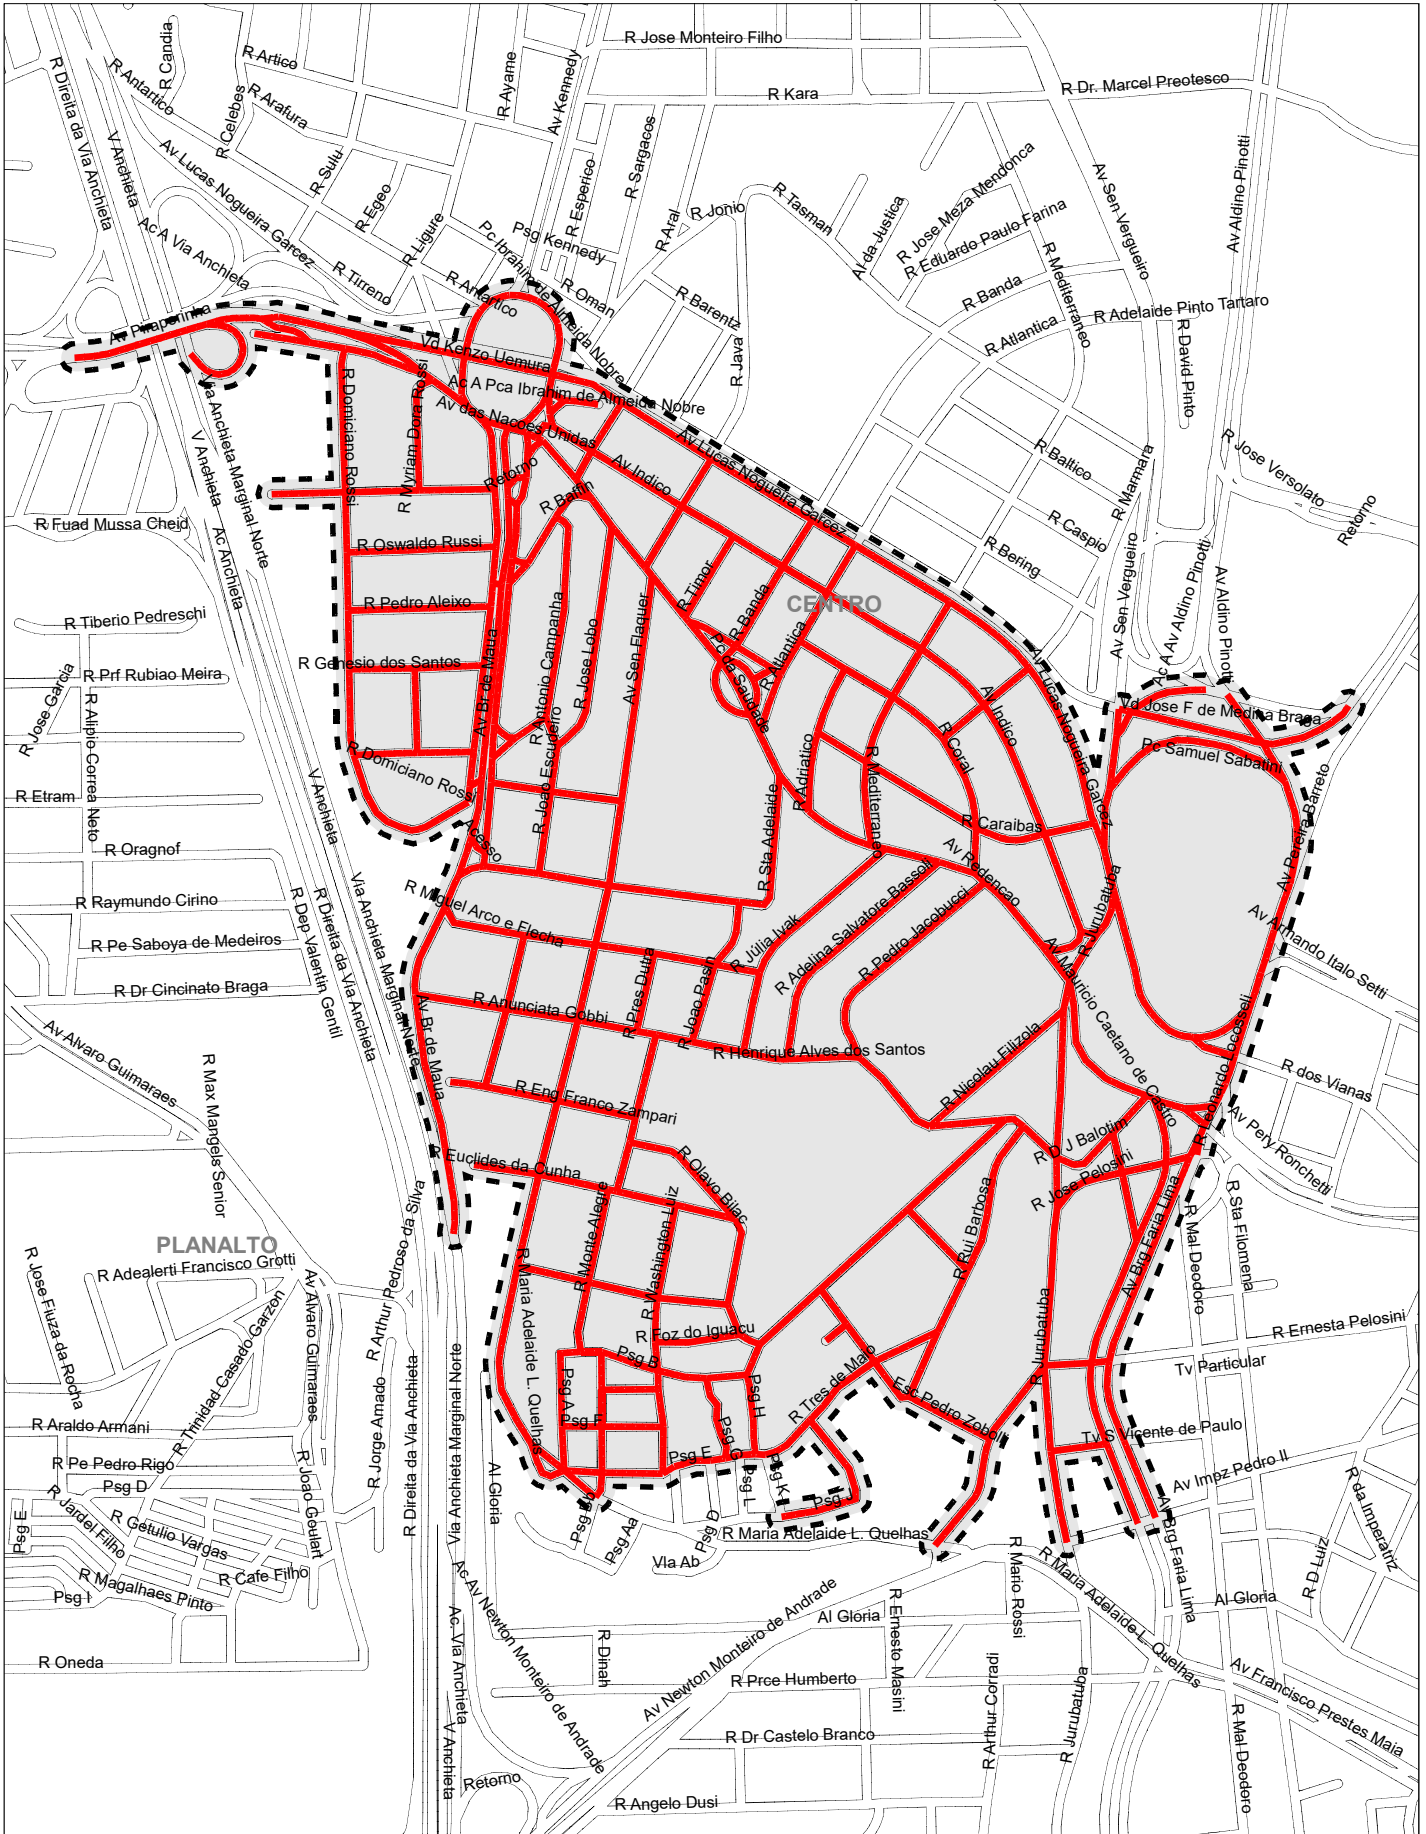 R Jose Monteiro Filho
R Candia
R Artico
R Direita da Via Anchieta
R Antartico
R Ayame
Av Kennedy
R Dr. Marcel Preotesco
R Kara
R Celebes
R Arafura
V Anchieta
Av Lucas Nogueira Garcez
R Sulu
R Egeo
R Esperico
R Sargacos
R Jose Meza Mendonca
Av Sen Vergueiro
Av Aldino Pinotti
R Tasman
R Jonio
R Aral
Al da Justica
R Eduardo Paulo Farina
Ac A Via Anchieta
R Ligure
Pc Ibrahim de Almeida Nobre
Psg Kennedy
R Mediterraneo
R Tirreno
R Antartico
R Oman
R Barentz
R Banda
R Adelaide Pinto Tartaro
Av Piraporinha
Vd Kenzo Uemura
R Java
R Atlantica
R David Pinto
Ac A Pca Ibrahim de Almeida Nobre
Av das Nacoes Unidas
R Domiciano Rossi
R Myriam Dora Rossi
Via Anchieta Marginal Norte
V Anchieta
Av Indico
Av Lucas Nogueira Garcez
R Baltico
R Marmara
R Jose Versolato
Retorno
Retorno
R Baffin
R Caspio
R Fuad Mussa Cheid
Ac Anchieta
R Oswaldo Russi
R Bering
Av Sen Vergueiro
Ac A Av Aldino Pinotti
Av Aldino Pinotti
R Timor
R Banda
CENTRO
R Pedro Aleixo
R Tiberio Pedreschi
R Antonio Campanha
R Jose Lobo
Av Sen Flaquer
Pc da Saudade
R Atlantica
R Genesio dos Santos
R Prf Rubiao Meira
R Jose Garcia
R Alipio Correa Neto
Av Br de Maua
Av Lucas Nogueira Garcez
Av Indico
Vd Jose F de Medina Braga
Pc Samuel Sabatini
R Coral
R Adriatico
R Mediterraneo
R Domiciano Rossi
R Joao Escudeiro
R Etram
V Anchieta
Acesso
R Sta Adelaide
R Caraibas
Av Pereira Barreto
R Oragnof
Av Redencao
R Raymundo Cirino
R Miguel Arco e Flecha
R Júlia Ivak
R Adelina Salvatore Bassoli
R Pedro Jacobucci
R Jurubatuba
Av Armando Italo Setti
R Pe Saboya de Medeiros
R Dep Valentin Gentil
R Direita da Via Anchieta
Via Anchieta Marginal Norte
R Dr Cincinato Braga
R Anunciata Gobbi
R Pres Dutra
R Joao Pasin
Av Mauricio Caetano de Castro
R Henrique Alves dos Santos
R Nicolau Filizola
R Leonardo Locosseli
Av Alvaro Guimaraes
Av Br de Maua
R dos Vianas
R Max Mangels Senior
R Eng Franco Zampari
R D J Balotim
Av Pery Ronchetti
R Euclides da Cunha
R Olavo Bilac
R Jose Pelosini
R Sta Filomena
R Mal Deodoro
Av Brg Faria Lima
PLANALTO
R Adealerti Francisco Grotti
R Jose Fiuza da Rocha
R Arthur Pedroso da Silva
R Monte Alegre
R Washington Luiz
R Rui Barbosa
R Trinidad Casado Garzon
Av Alvaro Guimaraes
R Maria Adelaide L. Quelhas
R Foz do Iguacu
Psg B
R Jurubatuba
R Ernesta Pelosini
Tv Particular
R Direita da Via Anchieta
Via Anchieta Marginal Norte
R Jorge Amado
Psg A
Psg H
R Tres de Maio
Esc Pedro Zoboli
R Araldo Armani
Psg F
Psg G
Tv S Vicente de Paulo
R Pe Pedro Rigo
Psg E
Psg D
R Joao Goulart
Al Gloria
Psg L
Psg K
Psg J
Av Impz Pedro II
R da Imperatriz
Psg E
R Jardel Filho
R Getulio Vargas
Psg Bb
Psg Aa
Psg D
R Maria Adelaide L. Quelhas
Vla Ab
R Magalhaes Pinto
R Cafe Filho
Psg I
Ac Av Newton Monteiro de Andrade
Ac. Via Anchieta
Av Newton Monteiro de Andrade
R Mario Rossi
R Maria Adelaide L. Quelhas
Av Brg Faria Lima
R D Luiz
Al Gloria
Al Gloria
R Ernesto Masini
R Oneda
R Dinah
R Prce Humberto
R Arthur Corradi
R Jurubatuba
Av Francisco Prestes Maia
R Mal Deodoro
R Dr Castelo Branco
V Anchieta
Retorno
R Angelo Dusi